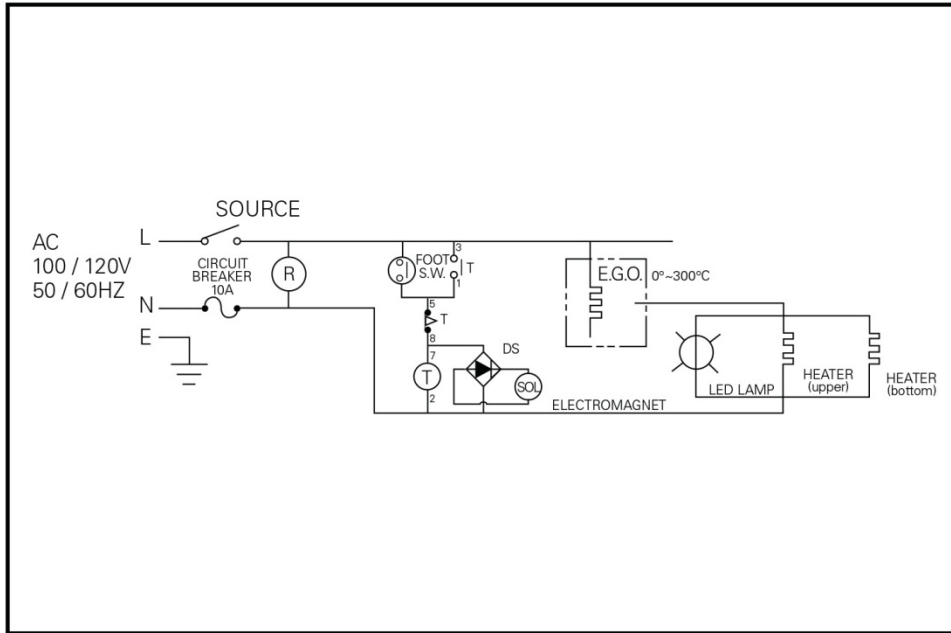 SOURCE
AC
100 / 120V
50 / 60HZ
L
N
E
CIRCUIT
BREAKER
10A
R
FOOT
S.W.
3
T
1
5
T
8
7
T
2
DS
SOL
ELECTROMAGNET
E.G.O.
0°~300°C
LED LAMP
HEATER
(upper)
HEATER
(bottom)